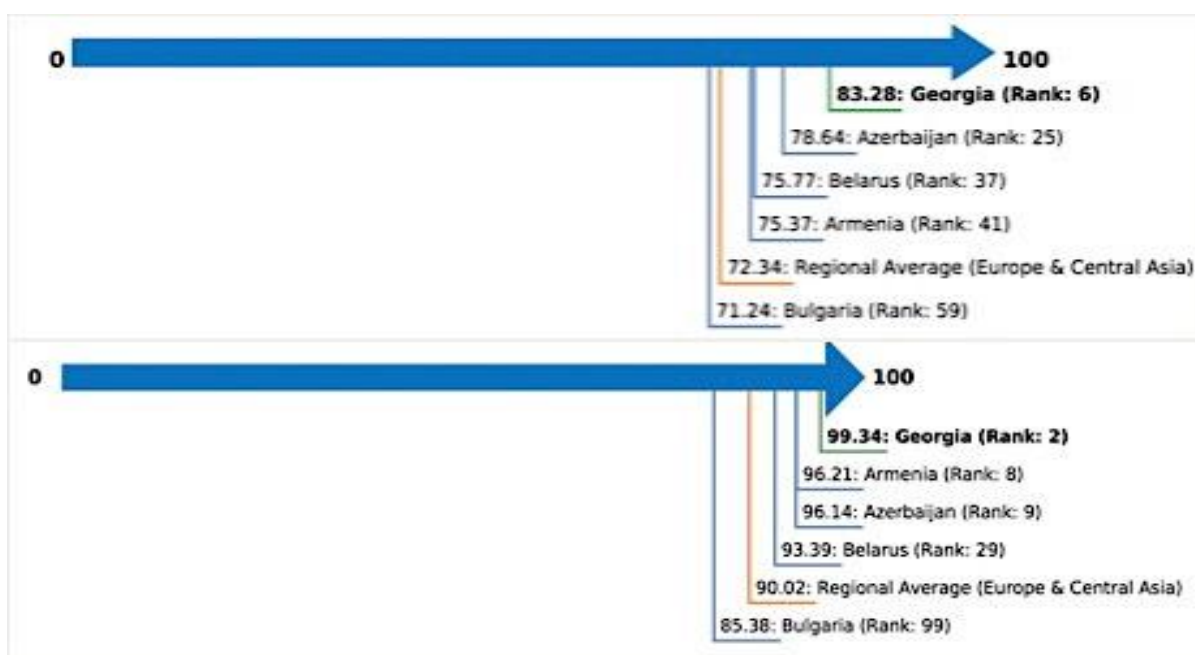 0
100
83.28: Georgia (Rank: 6)
78.64: Azerbaijan (Rank: 25)
75.77: Belarus (Rank: 37)
75.37: Armenia (Rank: 41)
72.34: Regional Average (Europe & Central Asia)
71.24: Bulgaria (Rank: 59)
0
100
99.34: Georgia (Rank: 2)
96.21: Armenia (Rank: 8)
96.14: Azerbaijan (Rank: 9)
93.39: Belarus (Rank: 29)
90.02: Regional Average (Europe & Central Asia)
85.38: Bulgaria (Rank: 99)